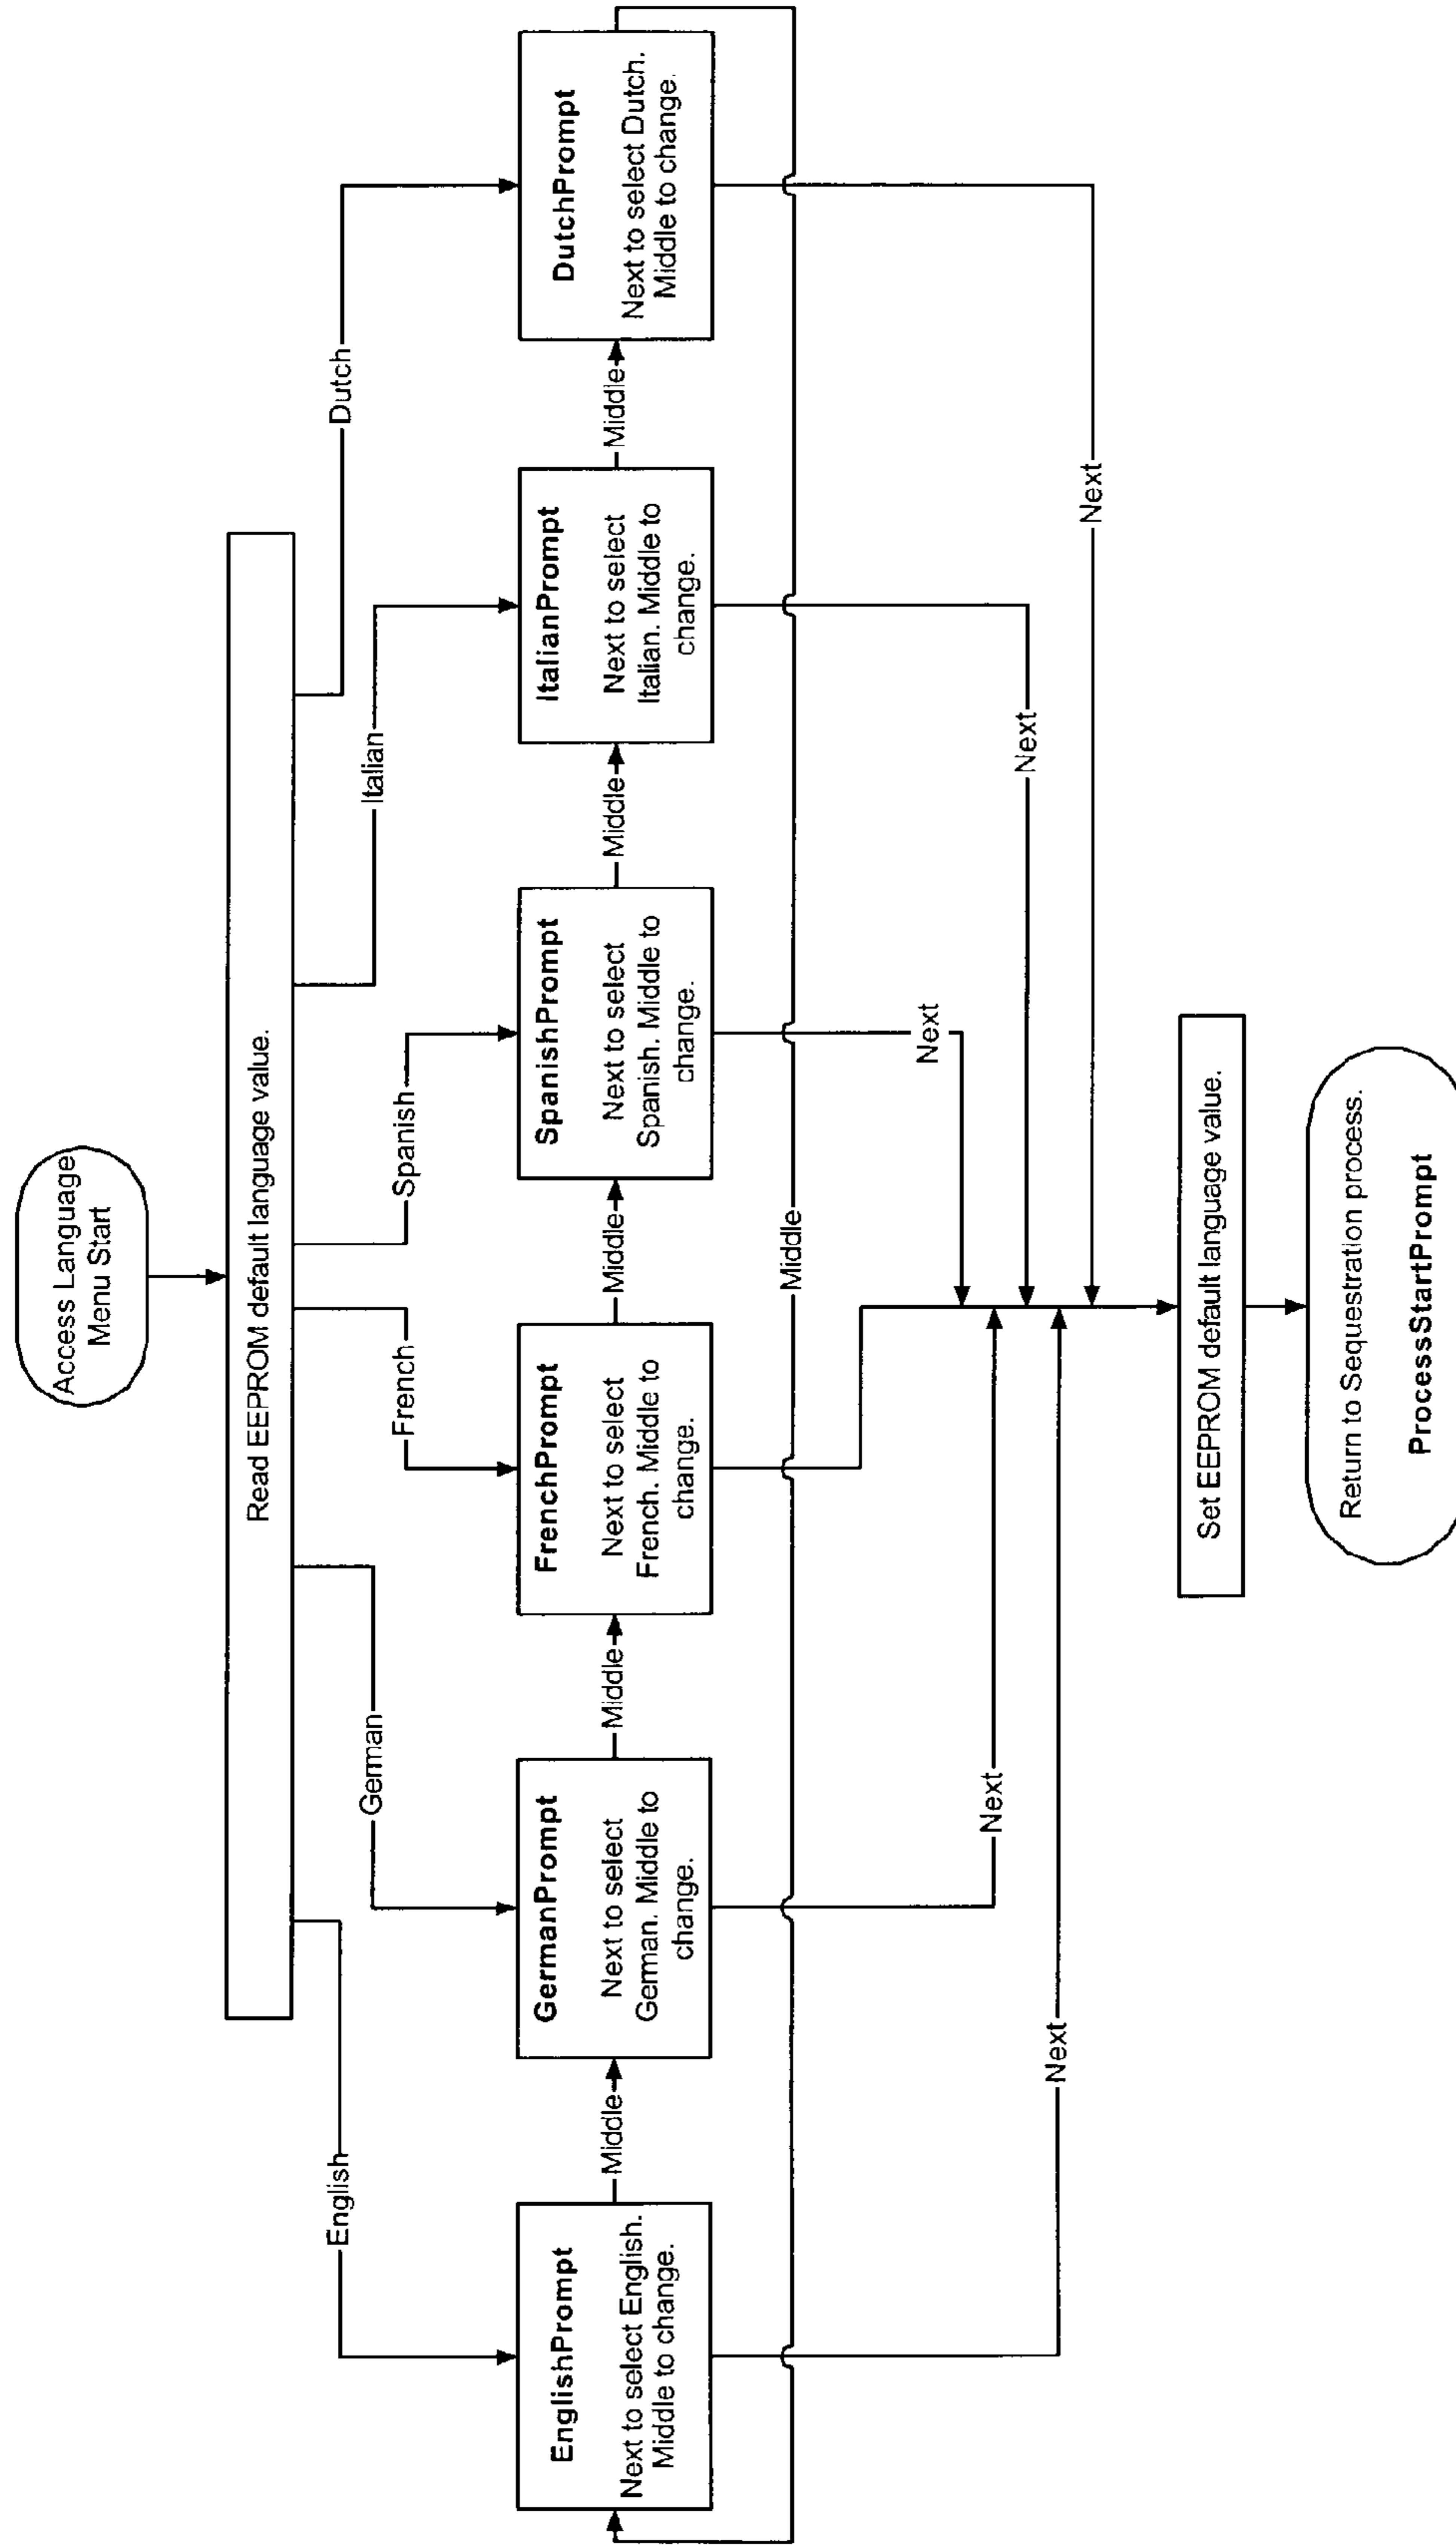 Access Language
Menu Start
Read EEPROM default language value.
English
German
French
Spanish
Italian
Dutch
EnglishPrompt
Next to select English.
Middle to change.
Middle
GermanPrompt
Next to select
German. Middle to
change.
Middle
FrenchPrompt
Next to select
French. Middle to
change.
Middle
SpanishPrompt
Next to select
Spanish. Middle to
change.
Middle
ItalianPrompt
Next to select
Italian. Middle to
change.
Middle
DutchPrompt
Next to select Dutch.
Middle to change.
Middle
Next
Next
Next
Next
Next
Set EEPROM default language value.
Return to Sequestration process.
ProcessStartPrompt